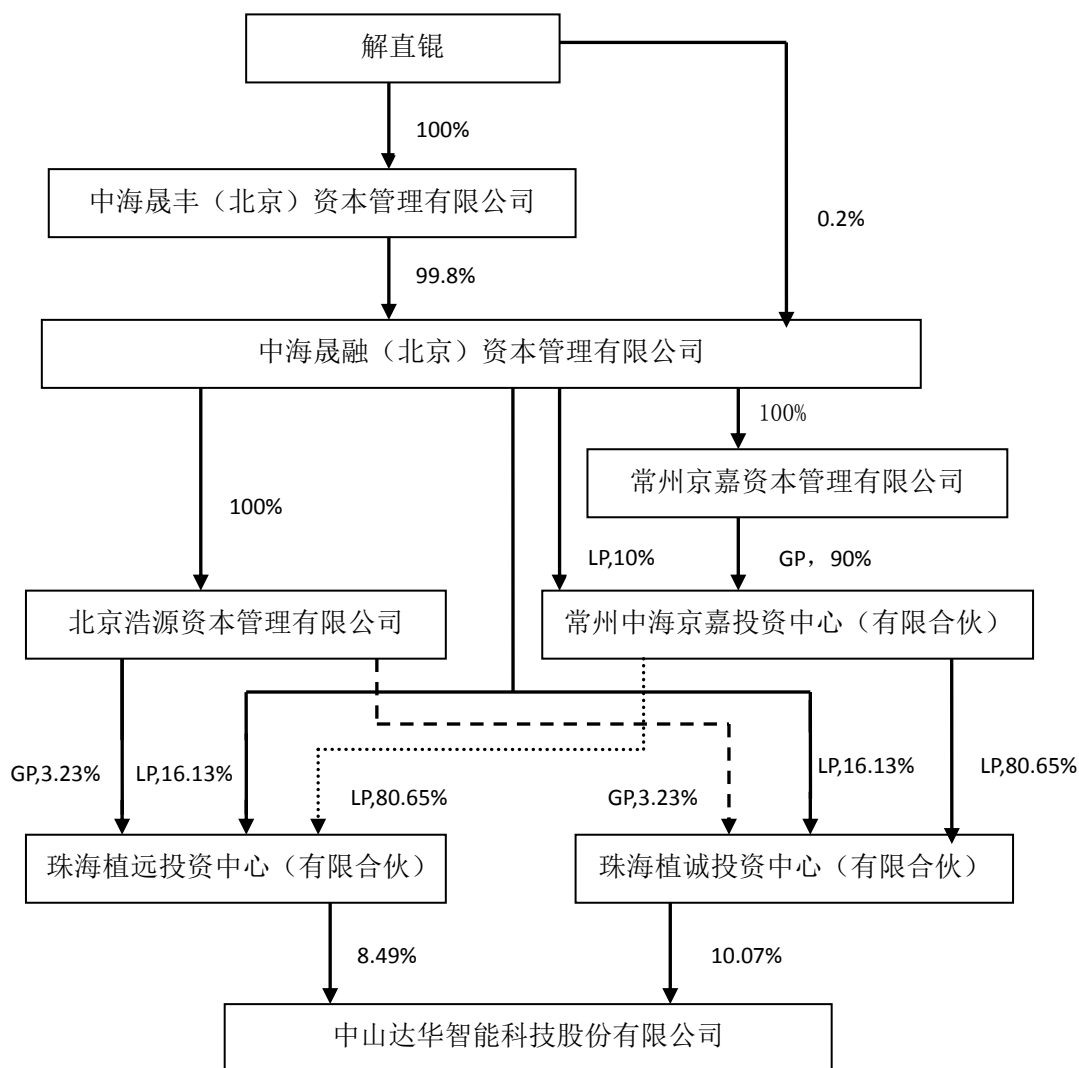 解直锟
100%
中海晟丰（北京）资本管理有限公司
0.2%
99.8%
中海晟融（北京）资本管理有限公司
100%
常州京嘉资本管理有限公司
100%
LP,10%
GP，90%
北京浩源资本管理有限公司
常州中海京嘉投资中心（有限合伙）
GP,3.23%
LP,16.13%
LP,80.65%
GP,3.23%
LP,16.13%
LP,80.65%
珠海植远投资中心（有限合伙）
珠海植诚投资中心（有限合伙）
8.49%
10.07%
中山达华智能科技股份有限公司